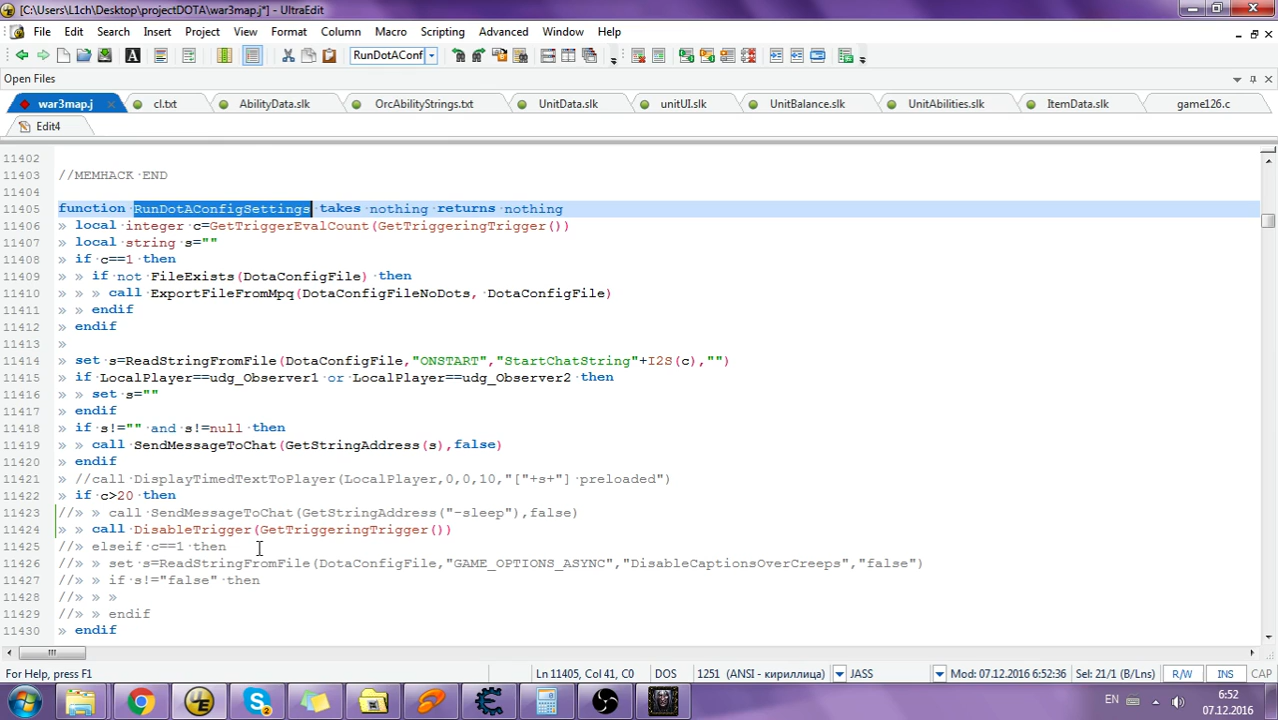 [C:\Users\L1ch\Desktop\projectDOTA\war3map.j*] - UltraEdit
File Edit Search Insert Project View Format Column Macro Scripting Advanced Window Help
RunDotAConf
Open Files
war3map.j cl.txt AbilityData.slk OrcAbilityStrings.txt UnitData.slk unitUI.slk UnitBalance.slk UnitAbilities.slk ItemData.slk game126.c
Edit4
11402
11403 //MEMHACK END
11404
11405 function RunDotAConfigSettings takes nothing returns nothing
11406 » local integer c=GetTriggerEvalCount(GetTriggeringTrigger())
11407 » local string s=""
11408 » if c==1 then
11409 » » if not FileExists(DotaConfigFile) then
11410 » » » call ExportFileFromMpq(DotaConfigFileNoDots, DotaConfigFile)
11411 » » endif
11412 » endif
11413 »
11414 » set s=ReadStringFromFile(DotaConfigFile,"ONSTART","StartChatString"+I2S(c),"")
11415 » if LocalPlayer==udg_Observer1 or LocalPlayer==udg_Observer2 then
11416 » » set s=""
11417 » endif
11418 » if s!="" and s!=null then
11419 » » call SendMessageToChat(GetStringAddress(s),false)
11420 » endif
11421 » //call DisplayTimedTextToPlayer(LocalPlayer,0,0,10,"["+s+"] preloaded")
11422 » if c>20 then
11423 //» » call SendMessageToChat(GetStringAddress("-sleep"),false)
11424 » » call DisableTrigger(GetTriggeringTrigger())
11425 //» elseif c==1 then
11426 //» » set s=ReadStringFromFile(DotaConfigFile,"GAME_OPTIONS_ASYNC","DisableCaptionsOverCreeps","false")
11427 //» » if s!="false" then
11428 //» » »
11429 //» » endif
11430 » endif
For Help, press F1 Ln 11405, Col 41, C0 DOS 1251 (ANSI - кириллица) JASS Mod: 07.12.2016 6:52:36 Sel: 21/1 (B/Lns) R/W INS CAP
EN 6:52
07.12.2016